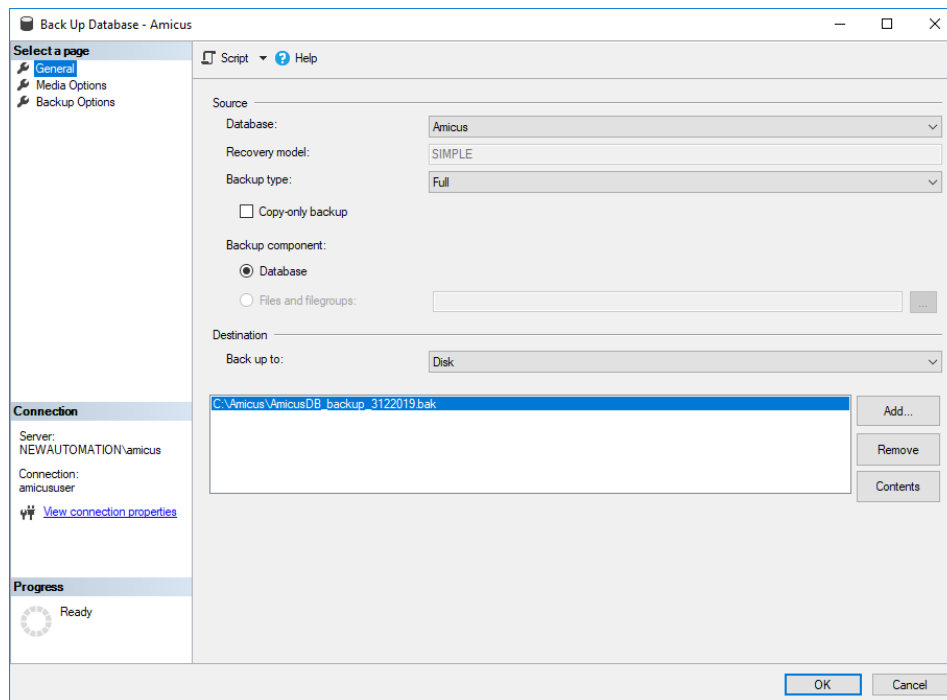 Back Up Database - Amicus
Select a page
General
Media Options
Backup Options
Script
Help
Source
Database:
Amicus
Recovery model:
SIMPLE
Backup type:
Full
Copy-only backup
Backup component:
Database
Files and filegroups:
...
Destination
Back up to:
Disk
C:\Amicus\AmicusDB_backup_3122019.bak
Add...
Remove
Contents
Connection
Server:
NEWAUTOMATION\amicus
Connection:
amicususer
View connection properties
Progress
Ready
OK
Cancel